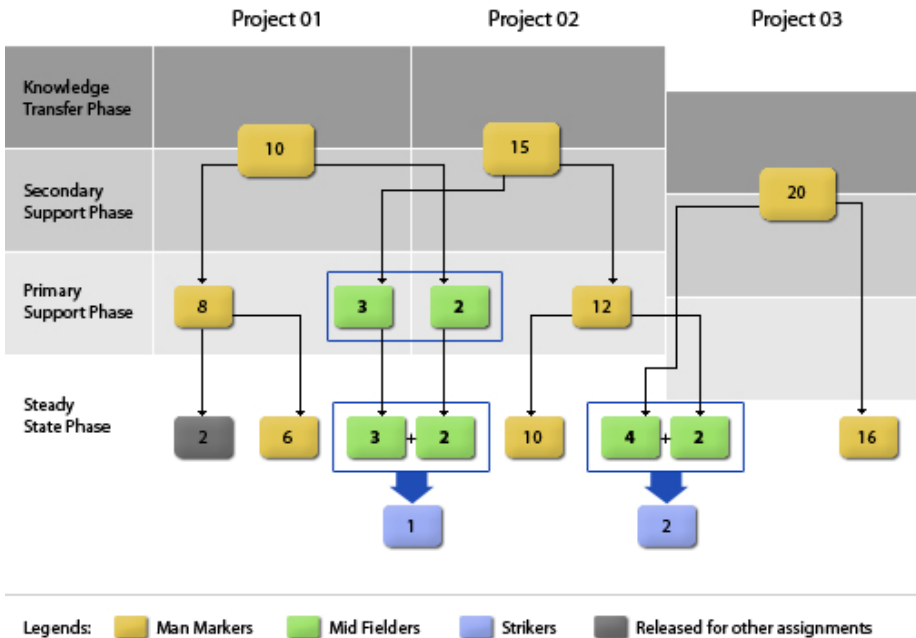 Project 01
Project 02
Project 03
Knowledge
Transfer Phase
10
15
Secondary
Support Phase
20
Primary
Support Phase
8
3
2
12
Steady
State Phase
2
6
3 + 2
10
4 + 2
16
1
2
Legends:
Man Markers
Mid Fielders
Strikers
Released for other assignments